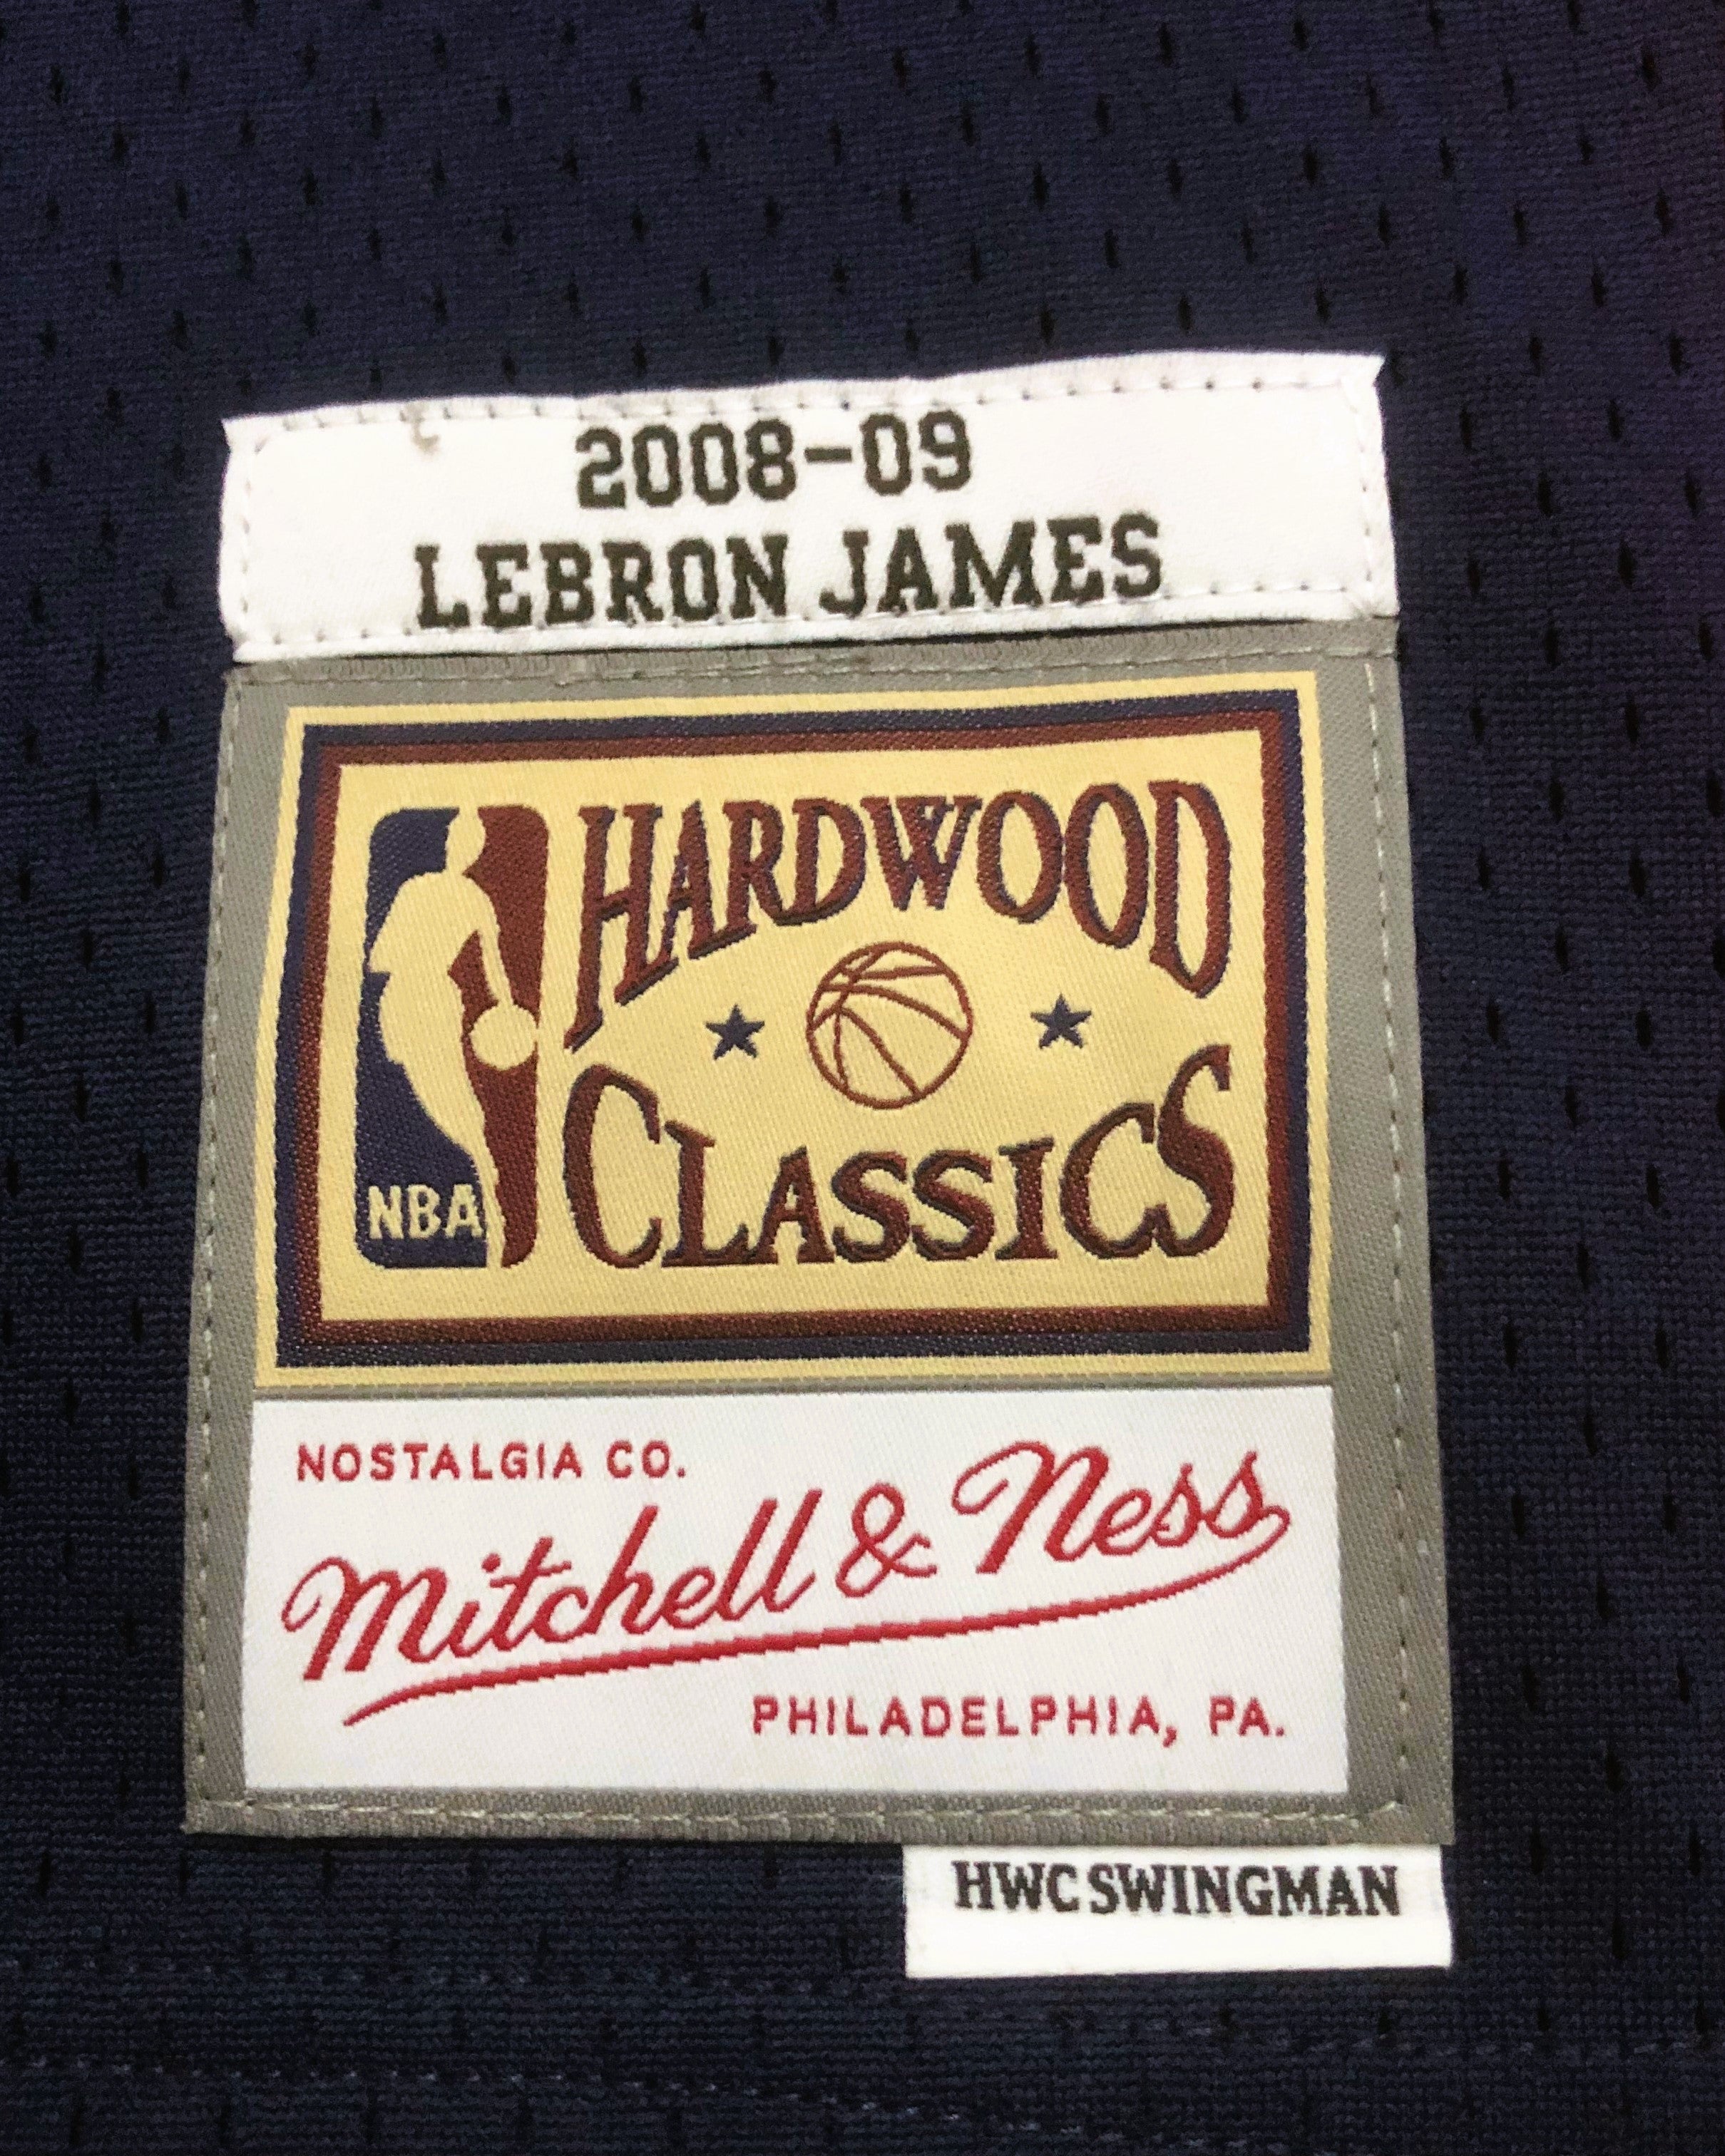 2008-09
LEBRON JAMES
HARDWOOD
CLASSICS
NBA
NOSTALGIA CO.
Mitchell & Ness
PHILADELPHIA, PA.
HWC SWINGMAN